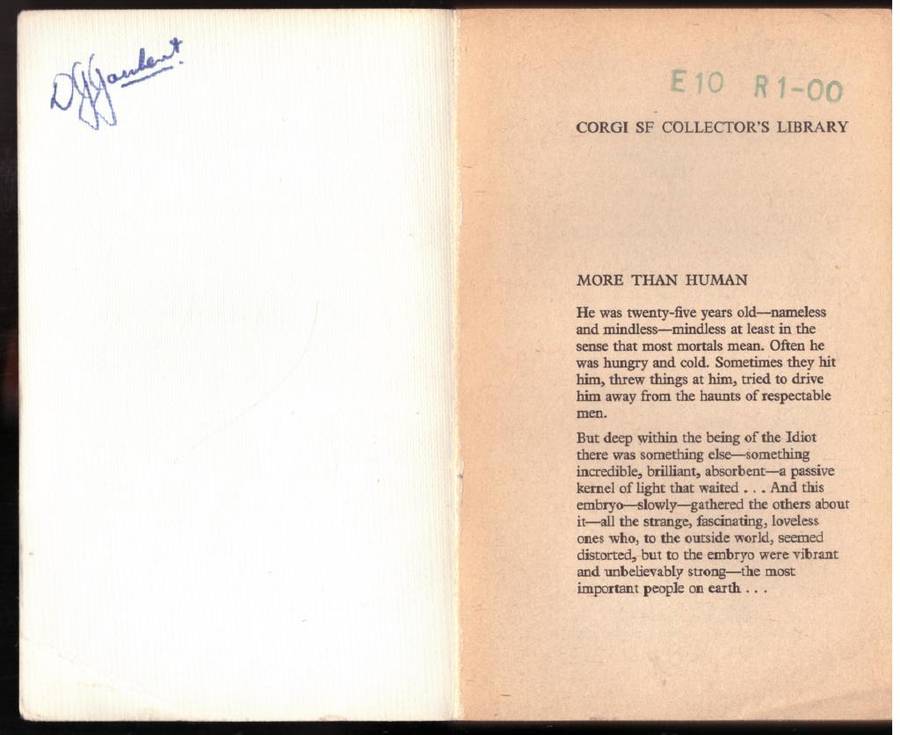 E10 R1-00
CORGI SF COLLECTOR'S LIBRARY
MORE THAN HUMAN
He was twenty-five years old—nameless
and mindless—mindless at least in the
sense that most mortals mean. Often he
was hungry and cold. Sometimes they hit
him, threw things at him, tried to drive
him away from the haunts of respectable
men.
But deep within the being of the Idiot
there was something else—something
incredible, brilliant, absorbent—a passive
kernel of light that waited . . . And this
embryo—slowly—gathered the others about
it—all the strange, fascinating, loveless
ones who, to the outside world, seemed
distorted, but to the embryo were vibrant
and unbelievably strong—the most
important people on earth . . .